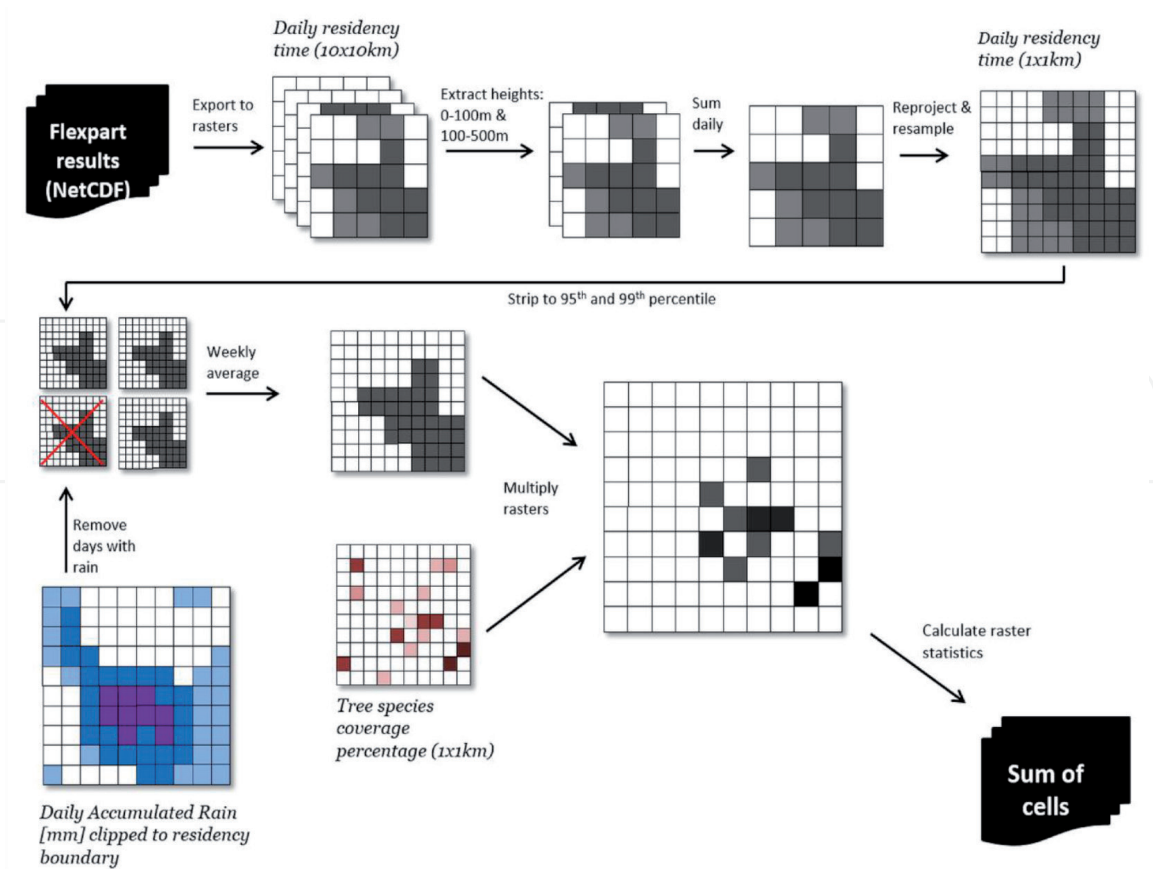 Flexpart
results
(NetCDF)
Export to
rasters
Daily residency
time (10x10km)
Extract heights:
0-100m &
100-500m
Sum
daily
Reproject &
resample
Daily residency
time (1x1km)
Strip to 95th and 99th percentile
Weekly
average
Remove
days with
rain
Multiply
rasters
Daily Accumulated Rain
[mm] clipped to residency
boundary
Tree species
coverage
percentage (1x1km)
Calculate raster
statistics
Sum of
cells